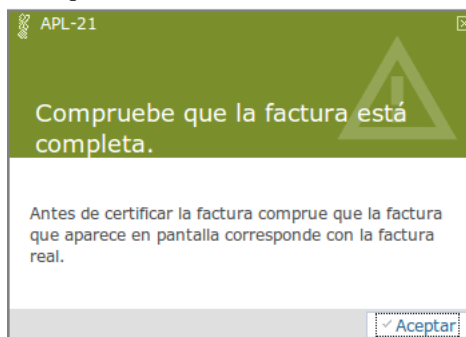 APL-21
Compruebe que la factura está
completa.
Antes de certificar la factura comprue que la factura
que aparece en pantalla corresponde con la factura
real.
Aceptar